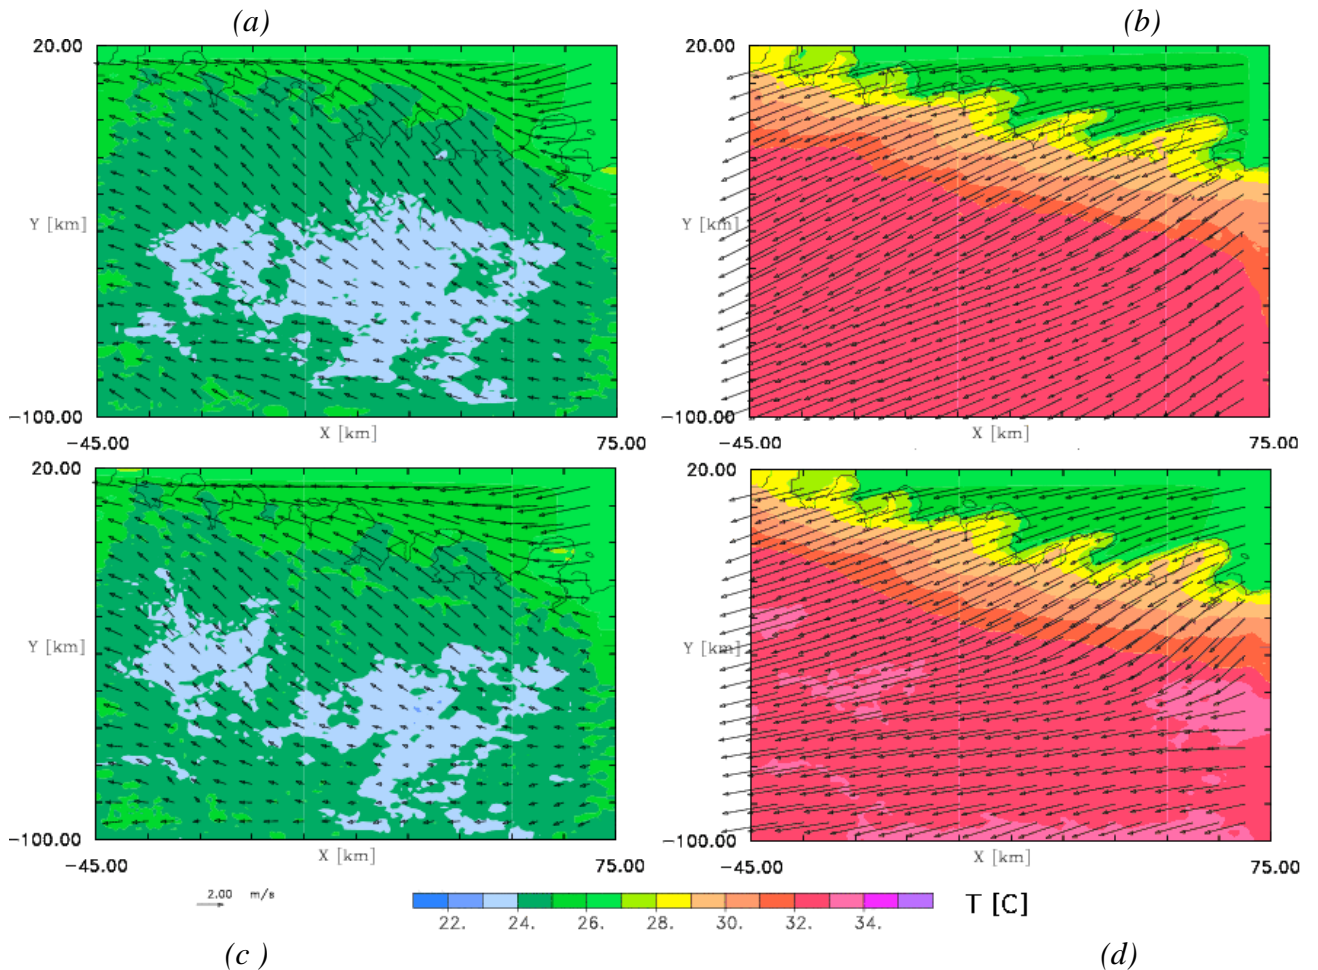 (a) (b)
20.00 20.00
Y [km] Y [km]
-100.00 -100.00
X [km] X [km]
-45.00 75.00 -45.00 75.00
20.00 20.00
Y [km] Y [km]
-100.00 -100.00
X [km] X [km]
-45.00 75.00 -45.00 75.00
2.00 m/s
T [C]
22. 24. 26. 28. 30. 32. 34.
(c ) (d)